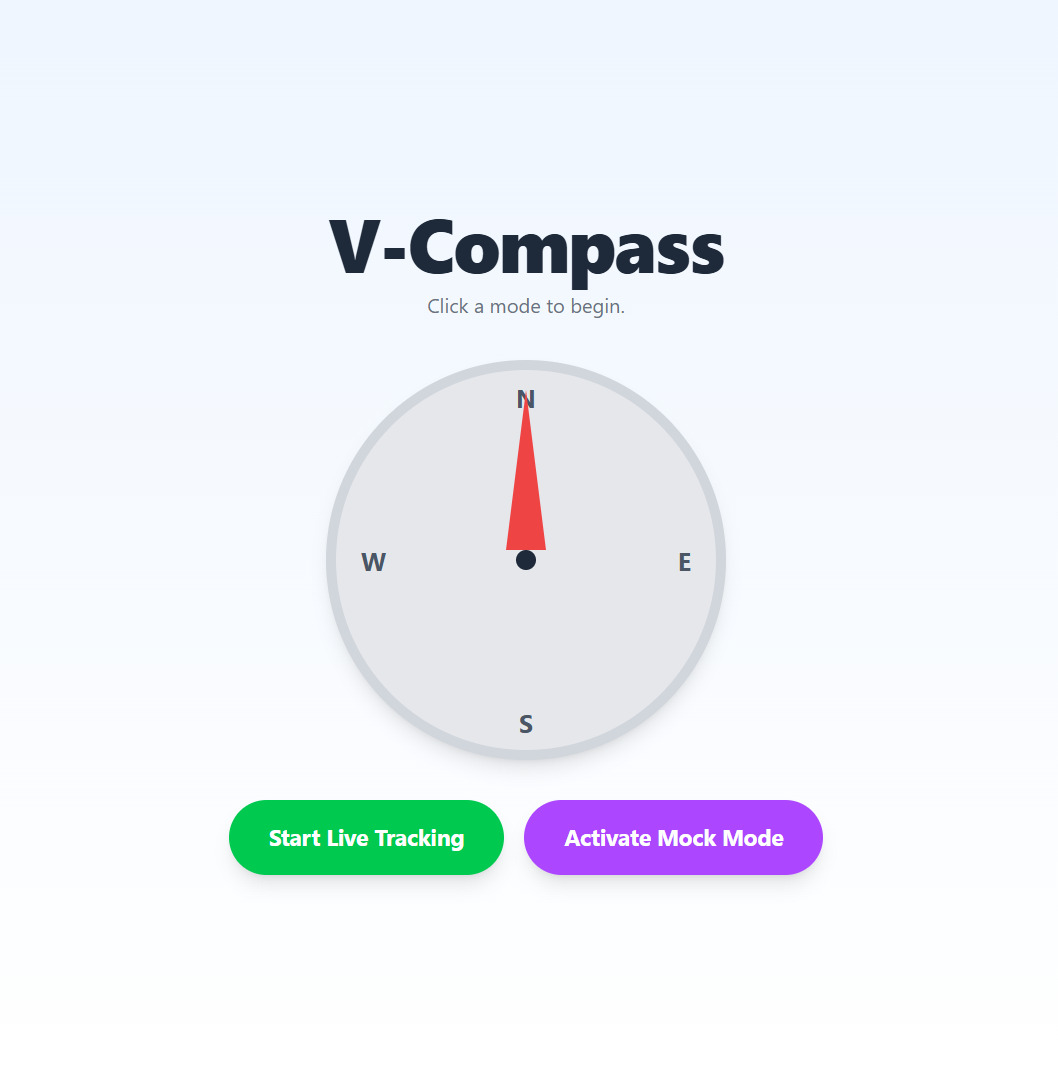 V-Compass
Click a mode to begin.
N
W
E
S
Start Live Tracking
Activate Mock Mode